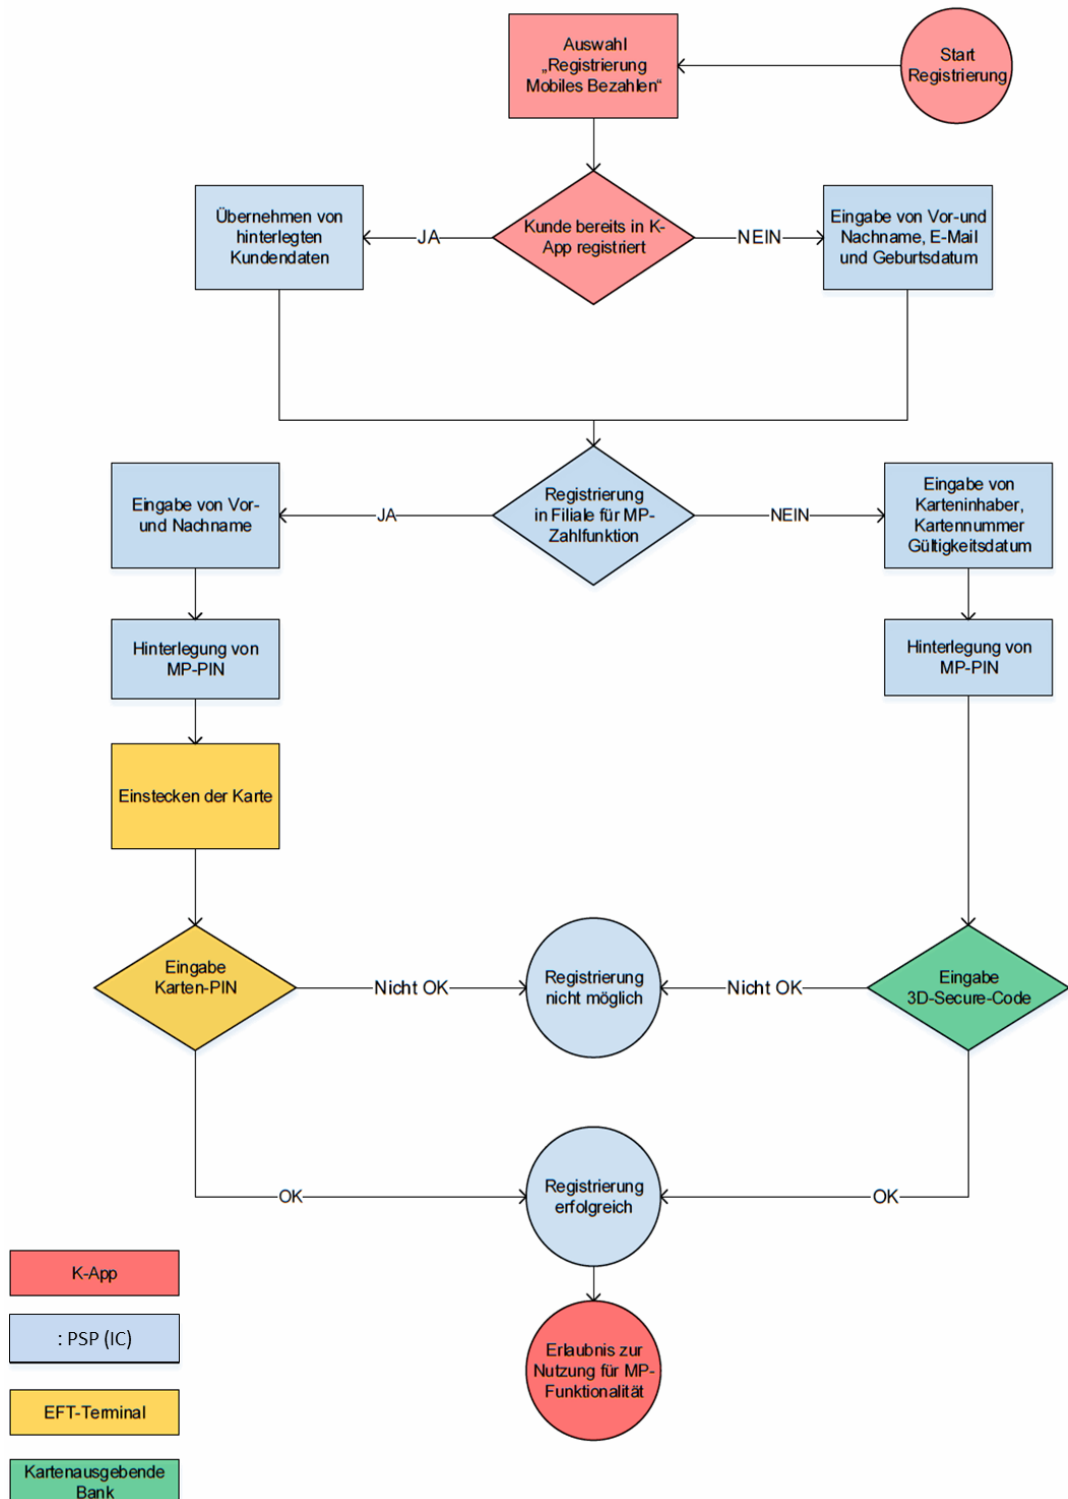 Start
Registrierung
Auswahl
„Registrierung
Mobiles Bezahlen“
Kunde bereits in K-
App registriert
JA
NEIN
Übernehmen von
hinterlegten
Kundendaten
Eingabe von Vor-und
Nachname, E-Mail
und Geburtsdatum
Registrierung
in Filiale für MP-
Zahlfunktion
JA
NEIN
Eingabe von Vor-
und Nachname
Eingabe von
Karteninhaber,
Kartennummer
Gültigkeitsdatum
Hinterlegung von
MP-PIN
Hinterlegung von
MP-PIN
Einstecken der Karte
Eingabe
Karten-PIN
Nicht OK
Registrierung
nicht möglich
Nicht OK
Eingabe
3D-Secure-Code
OK
Registrierung
erfolgreich
OK
Erlaubnis zur
Nutzung für MP-
Funktionalität
K-App
: PSP (IC)
EFT-Terminal
Kartenausgebende
Bank